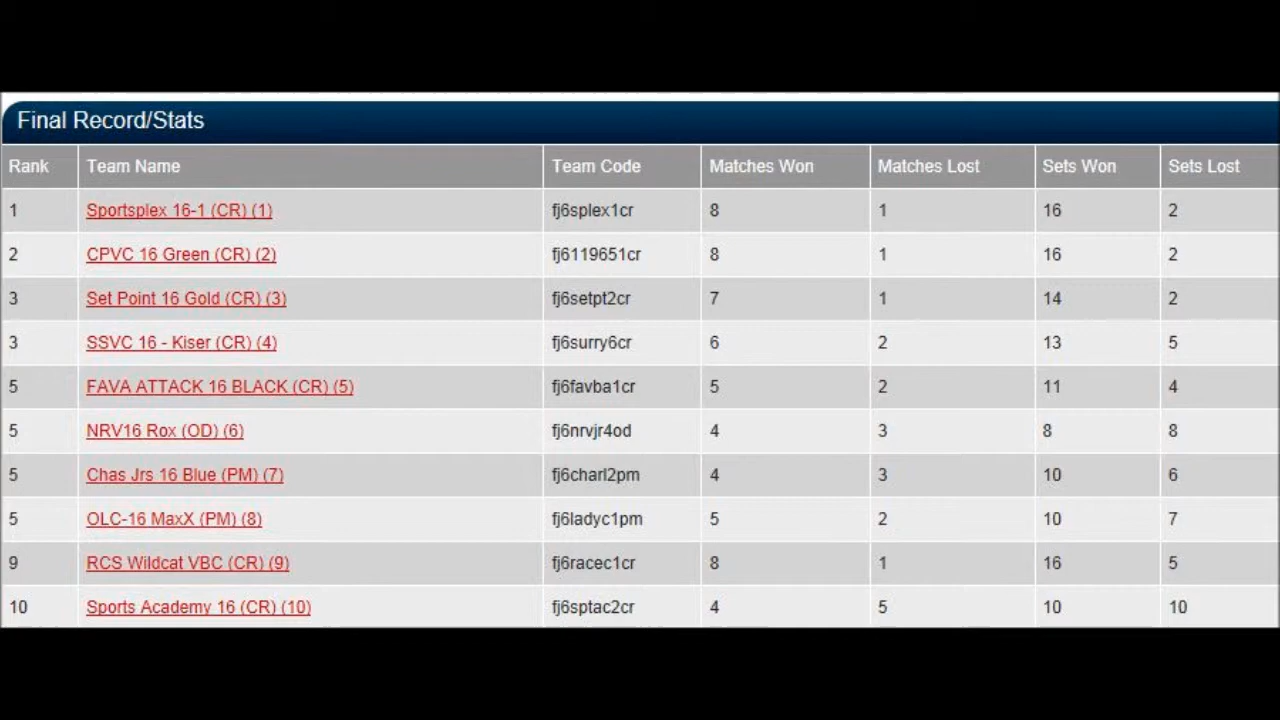 Final Record/Stats
Rank Team Name Team Code Matches Won Matches Lost Sets Won Sets Lost
1 Sportsplex 16-1 (CR) (1) fj6splex1cr 8 1 16 2
2 CPVC 16 Green (CR) (2) fj6119651cr 8 1 16 2
3 Set Point 16 Gold (CR) (3) fj6setpt2cr 7 1 14 2
3 SSVC 16 - Kiser (CR) (4) fj6surry6cr 6 2 13 5
5 FAVA ATTACK 16 BLACK (CR) (5) fj6favba1cr 5 2 11 4
5 NRV16 Rox (OD) (6) fj6nrvjr4od 4 3 8 8
5 Chas Jrs 16 Blue (PM) (7) fj6charl2pm 4 3 10 6
5 OLC-16 MaxX (PM) (8) fj6ladyc1pm 5 2 10 7
9 RCS Wildcat VBC (CR) (9) fj6racec1cr 8 1 16 5
10 Sports Academy 16 (CR) (10) fj6sptac2cr 4 5 10 10